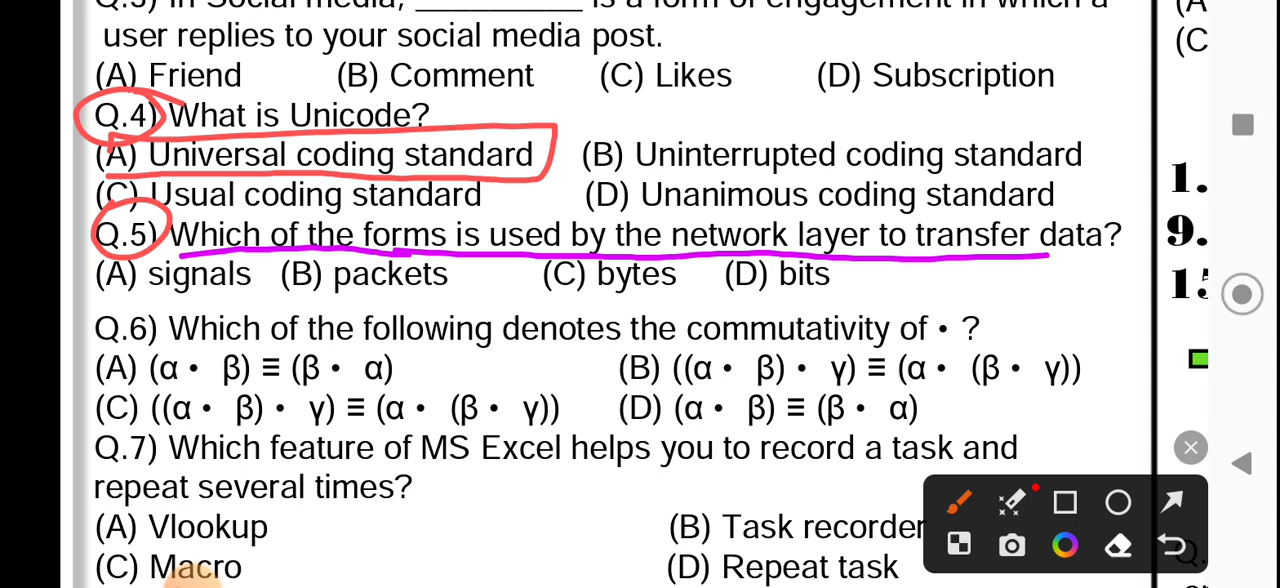 user replies to your social media post.
(A) Friend (B) Comment (C) Likes (D) Subscription
Q.4) What is Unicode?
(A) Universal coding standard (B) Uninterrupted coding standard
(C) Usual coding standard (D) Unanimous coding standard
Q.5) Which of the forms is used by the network layer to transfer data?
(A) signals (B) packets (C) bytes (D) bits
Q.6) Which of the following denotes the commutativity of • ?
(A) (α • β) ≡ (β • α) (B) ((α • β) • γ) ≡ (α • (β • γ))
(C) ((α • β) • γ) ≡ (α • (β • γ)) (D) (α • β) ≡ (β • α)
Q.7) Which feature of MS Excel helps you to record a task and
repeat several times?
(A) Vlookup (B) Task recorder
(C) Macro (D) Repeat task
(C
1.
9.
15